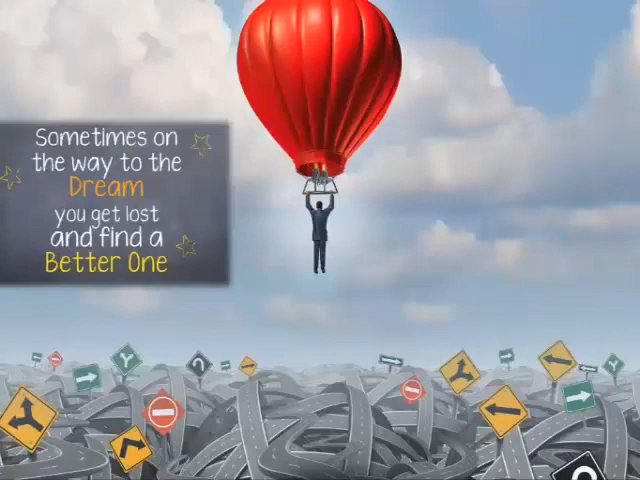 Sometimes on
the way to the
Dream
you get lost
and find a
Better One